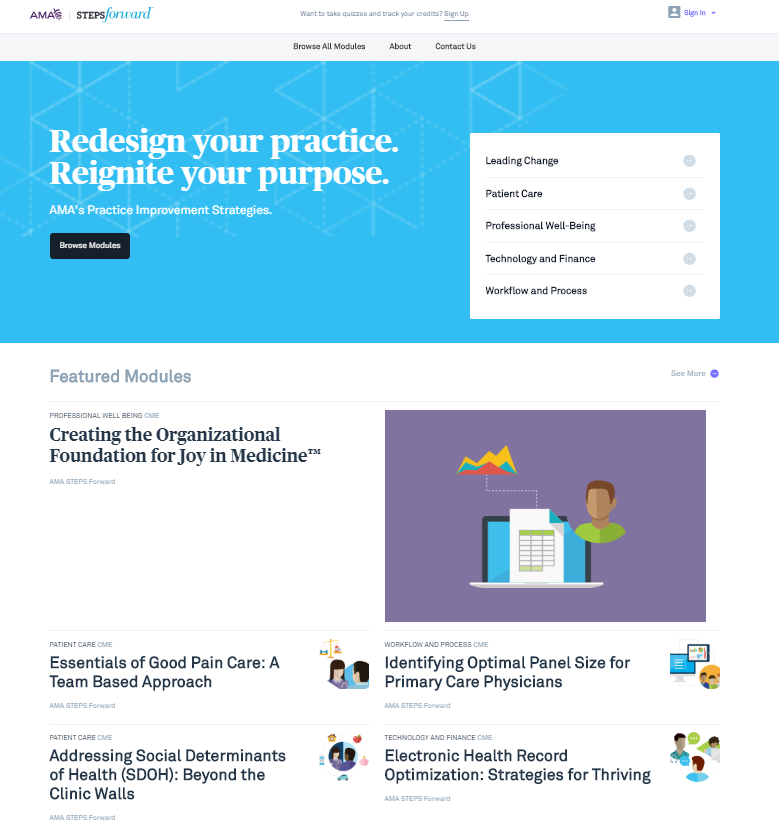 AMA STEPSforward™
Want to take quizzes and track your credits? Sign Up
Sign In
Browse All Modules About Contact Us
Redesign your practice.
Reignite your purpose.
AMA's Practice Improvement Strategies.
Browse Modules
Leading Change
Patient Care
Professional Well-Being
Technology and Finance
Workflow and Process
Featured Modules
See More
PROFESSIONAL WELL BEING CME
Creating the Organizational
Foundation for Joy in Medicine™
AMA STEPS Forward
PATIENT CARE CME
Essentials of Good Pain Care: A
Team Based Approach
AMA STEPS Forward
WORKFLOW AND PROCESS CME
Identifying Optimal Panel Size for
Primary Care Physicians
AMA STEPS Forward
PATIENT CARE CME
Addressing Social Determinants
of Health (SDOH): Beyond the
Clinic Walls
AMA STEPS Forward
TECHNOLOGY AND FINANCE CME
Electronic Health Record
Optimization: Strategies for Thriving
AMA STEPS Forward